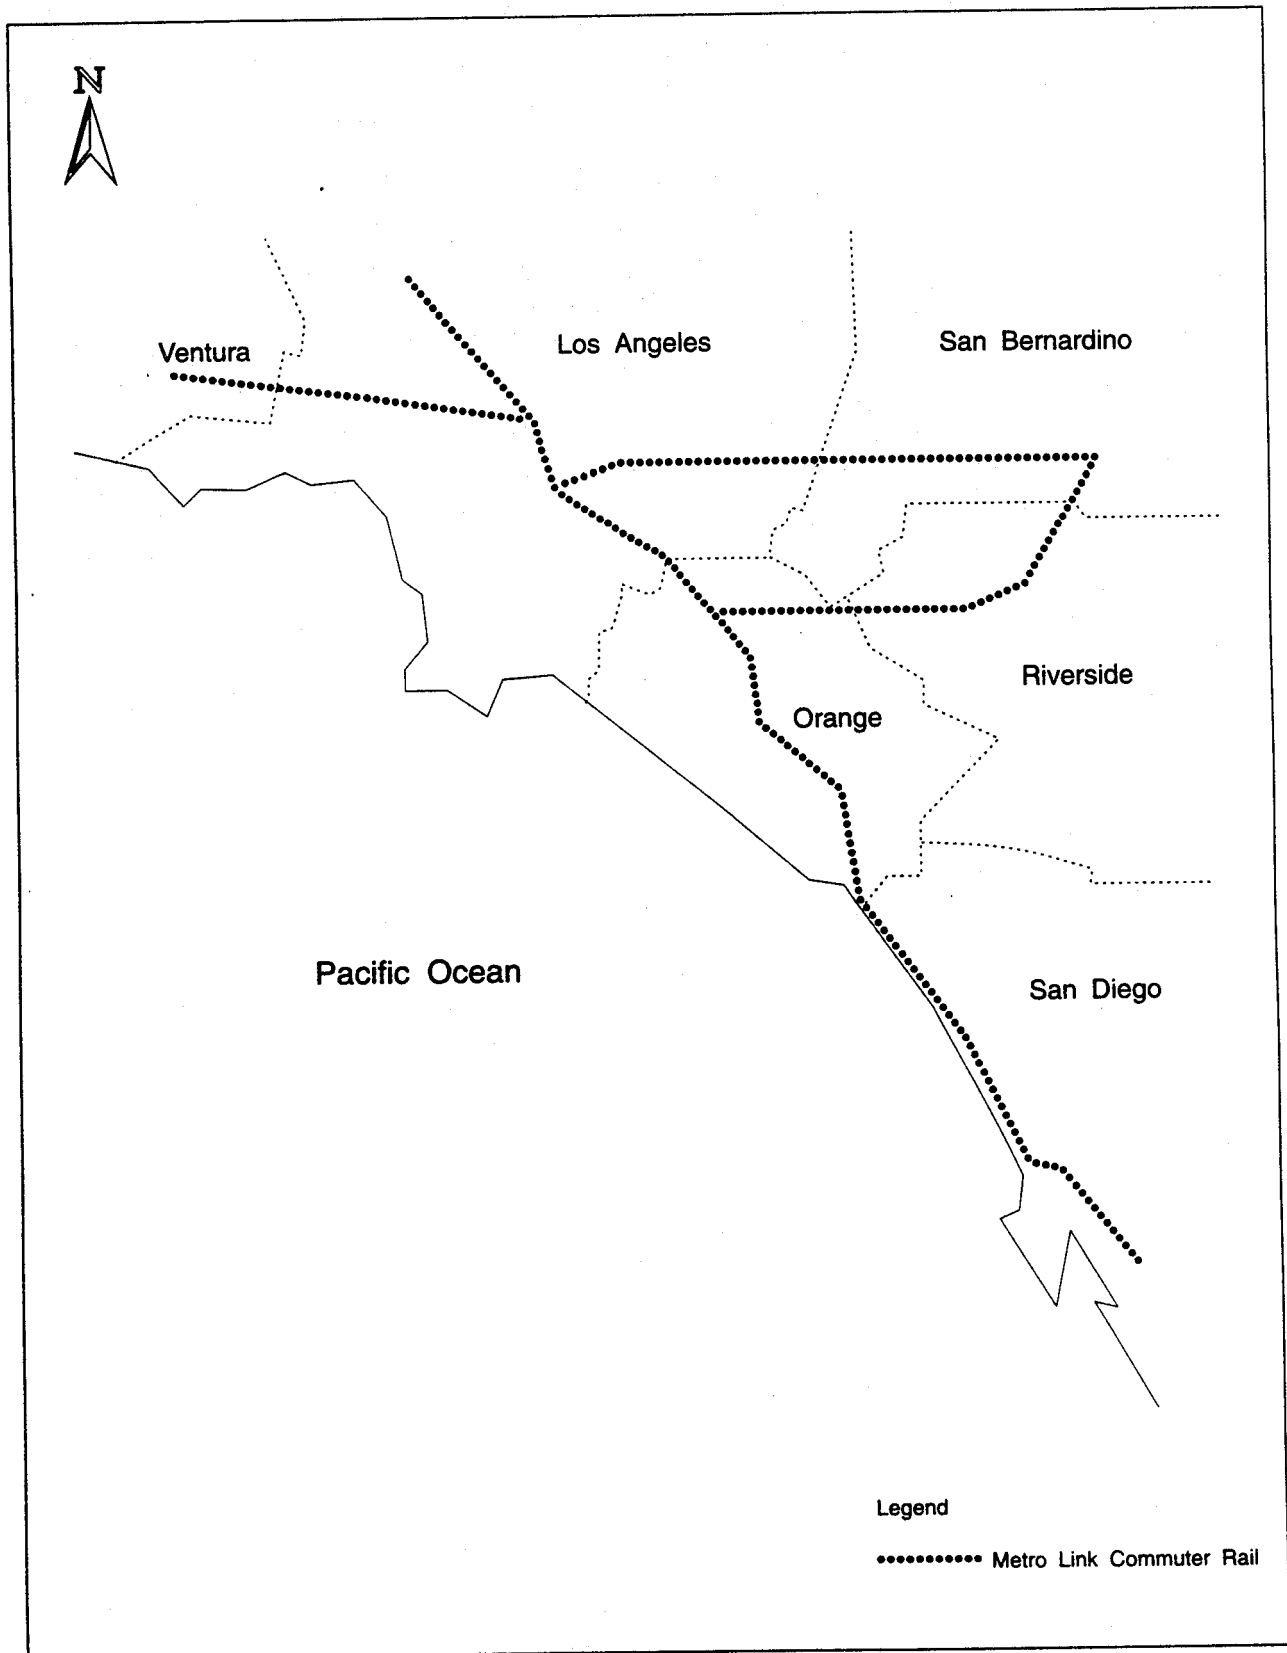 N
Ventura
Los Angeles
San Bernardino
Riverside
Orange
Pacific Ocean
San Diego
Legend
Metro Link Commuter Rail